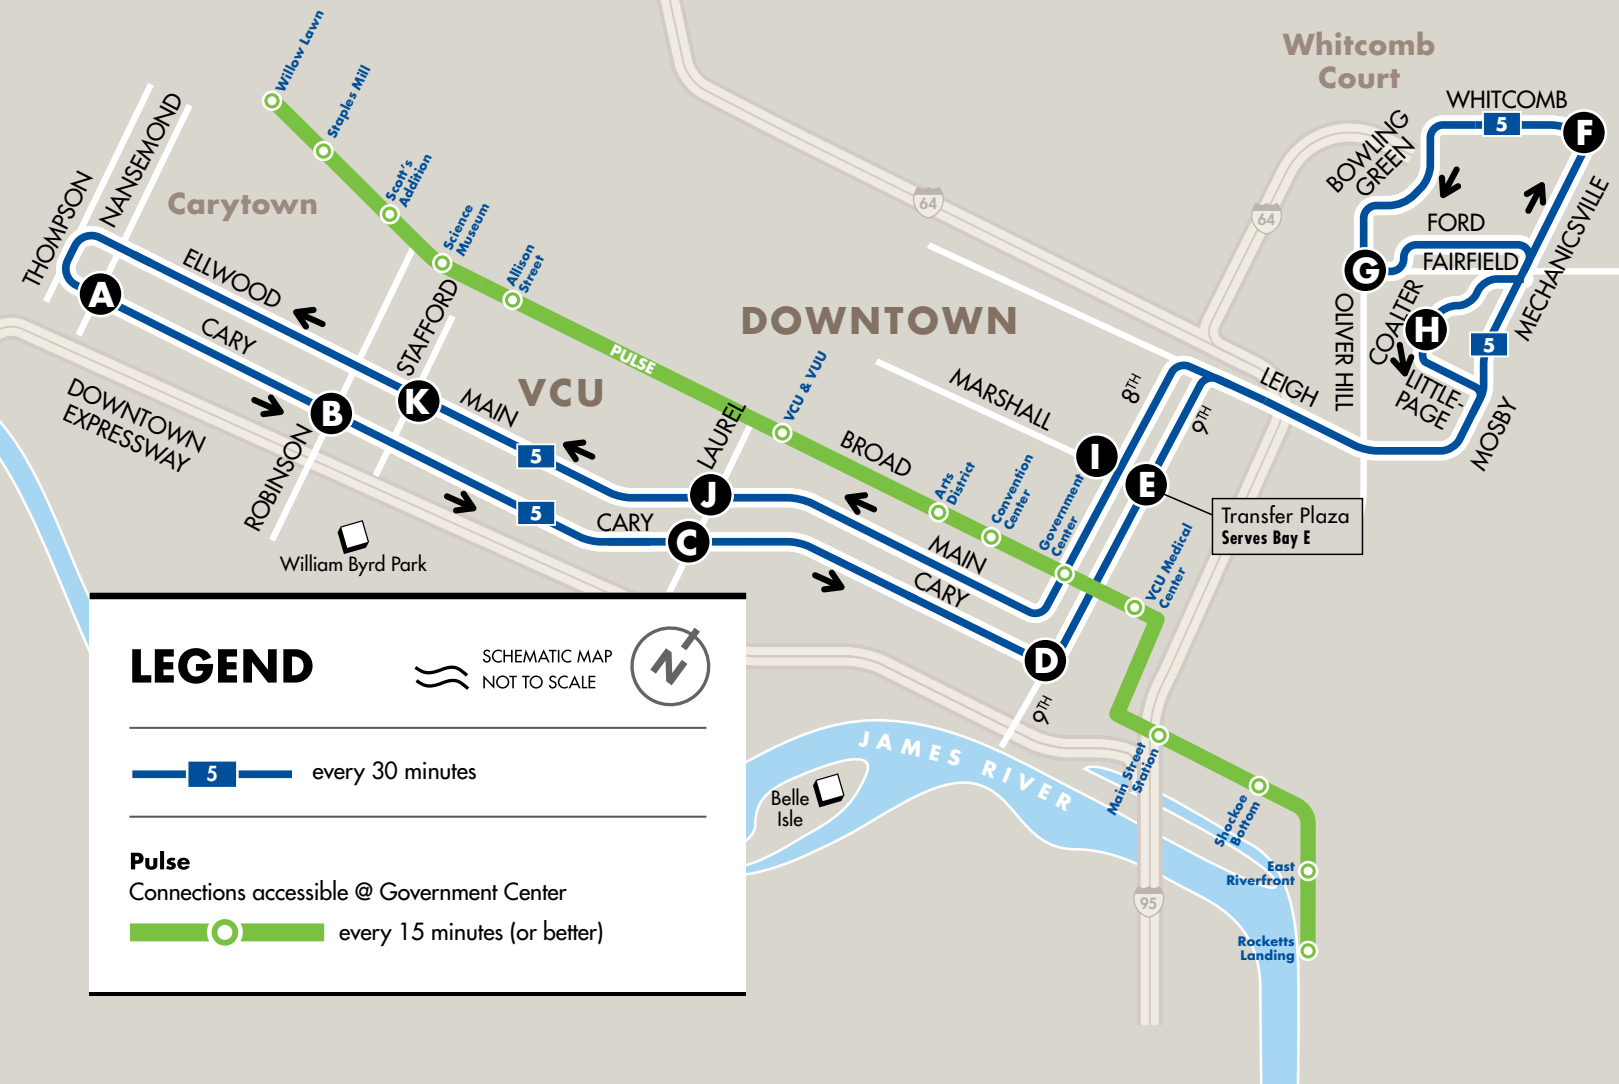 Willow Lawn
Staples Mill
Scott's
Addition
Science
Museum
Allison
Street
Whitcomb
Court
WHITCOMB
5
F
BOWLING
GREEN
FORD
FAIRFIELD
G
MECHANICSVILLE
OLIVER HILL
COALTER
H
5
LITTLE-
PAGE
MOSBY
64
64
THOMPSON
NANSEMOND
Carytown
ELLWOOD
A
CARY
STAFFORD
DOWNTOWN
EXPRESSWAY
B
K
MAIN
VCU
5
5
ROBINSON
PULSE
DOWNTOWN
VCU & VUU
MARSHALL
8TH
9TH
LEIGH
LAUREL
BROAD
I
E
Transfer Plaza
Serves Bay E
J
C
CARY
Arts
District
Convention
Center
Government
Center
VCU Medical
Center
MAIN
CARY
D
9TH
William Byrd Park
LEGEND
SCHEMATIC MAP
NOT TO SCALE
N
5
every 30 minutes
Pulse
Connections accessible @ Government Center
every 15 minutes (or better)
JAMES RIVER
Belle
Isle
Main Street
Station
Shockoe
Bottom
East
Riverfront
95
Rocketts
Landing